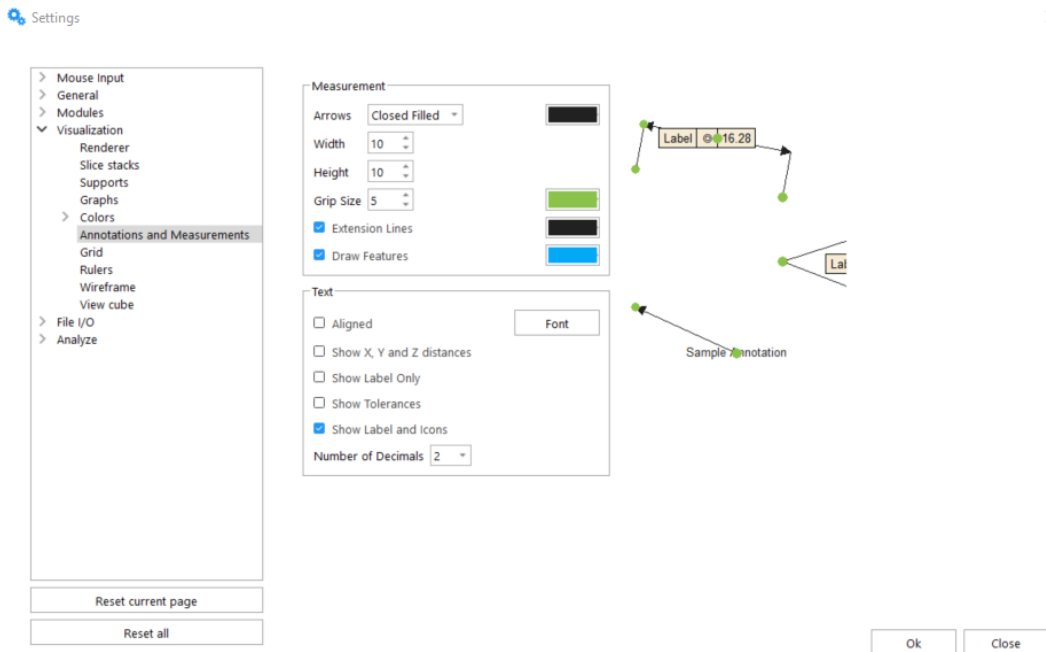 Settings
Mouse Input
General
Modules
Visualization
Renderer
Slice stacks
Supports
Graphs
Colors
Annotations and Measurements
Grid
Rulers
Wireframe
View cube
File I/O
Analyze
Reset current page
Reset all
Measurement
Arrows Closed Filled
Width 10
Height 10
Grip Size 5
Extension Lines
Draw Features
Text
Aligned Font
Show X, Y and Z distances
Show Label Only
Show Tolerances
Show Label and Icons
Number of Decimals 2
Label 16.28
Lal
Sample Annotation
Ok Close